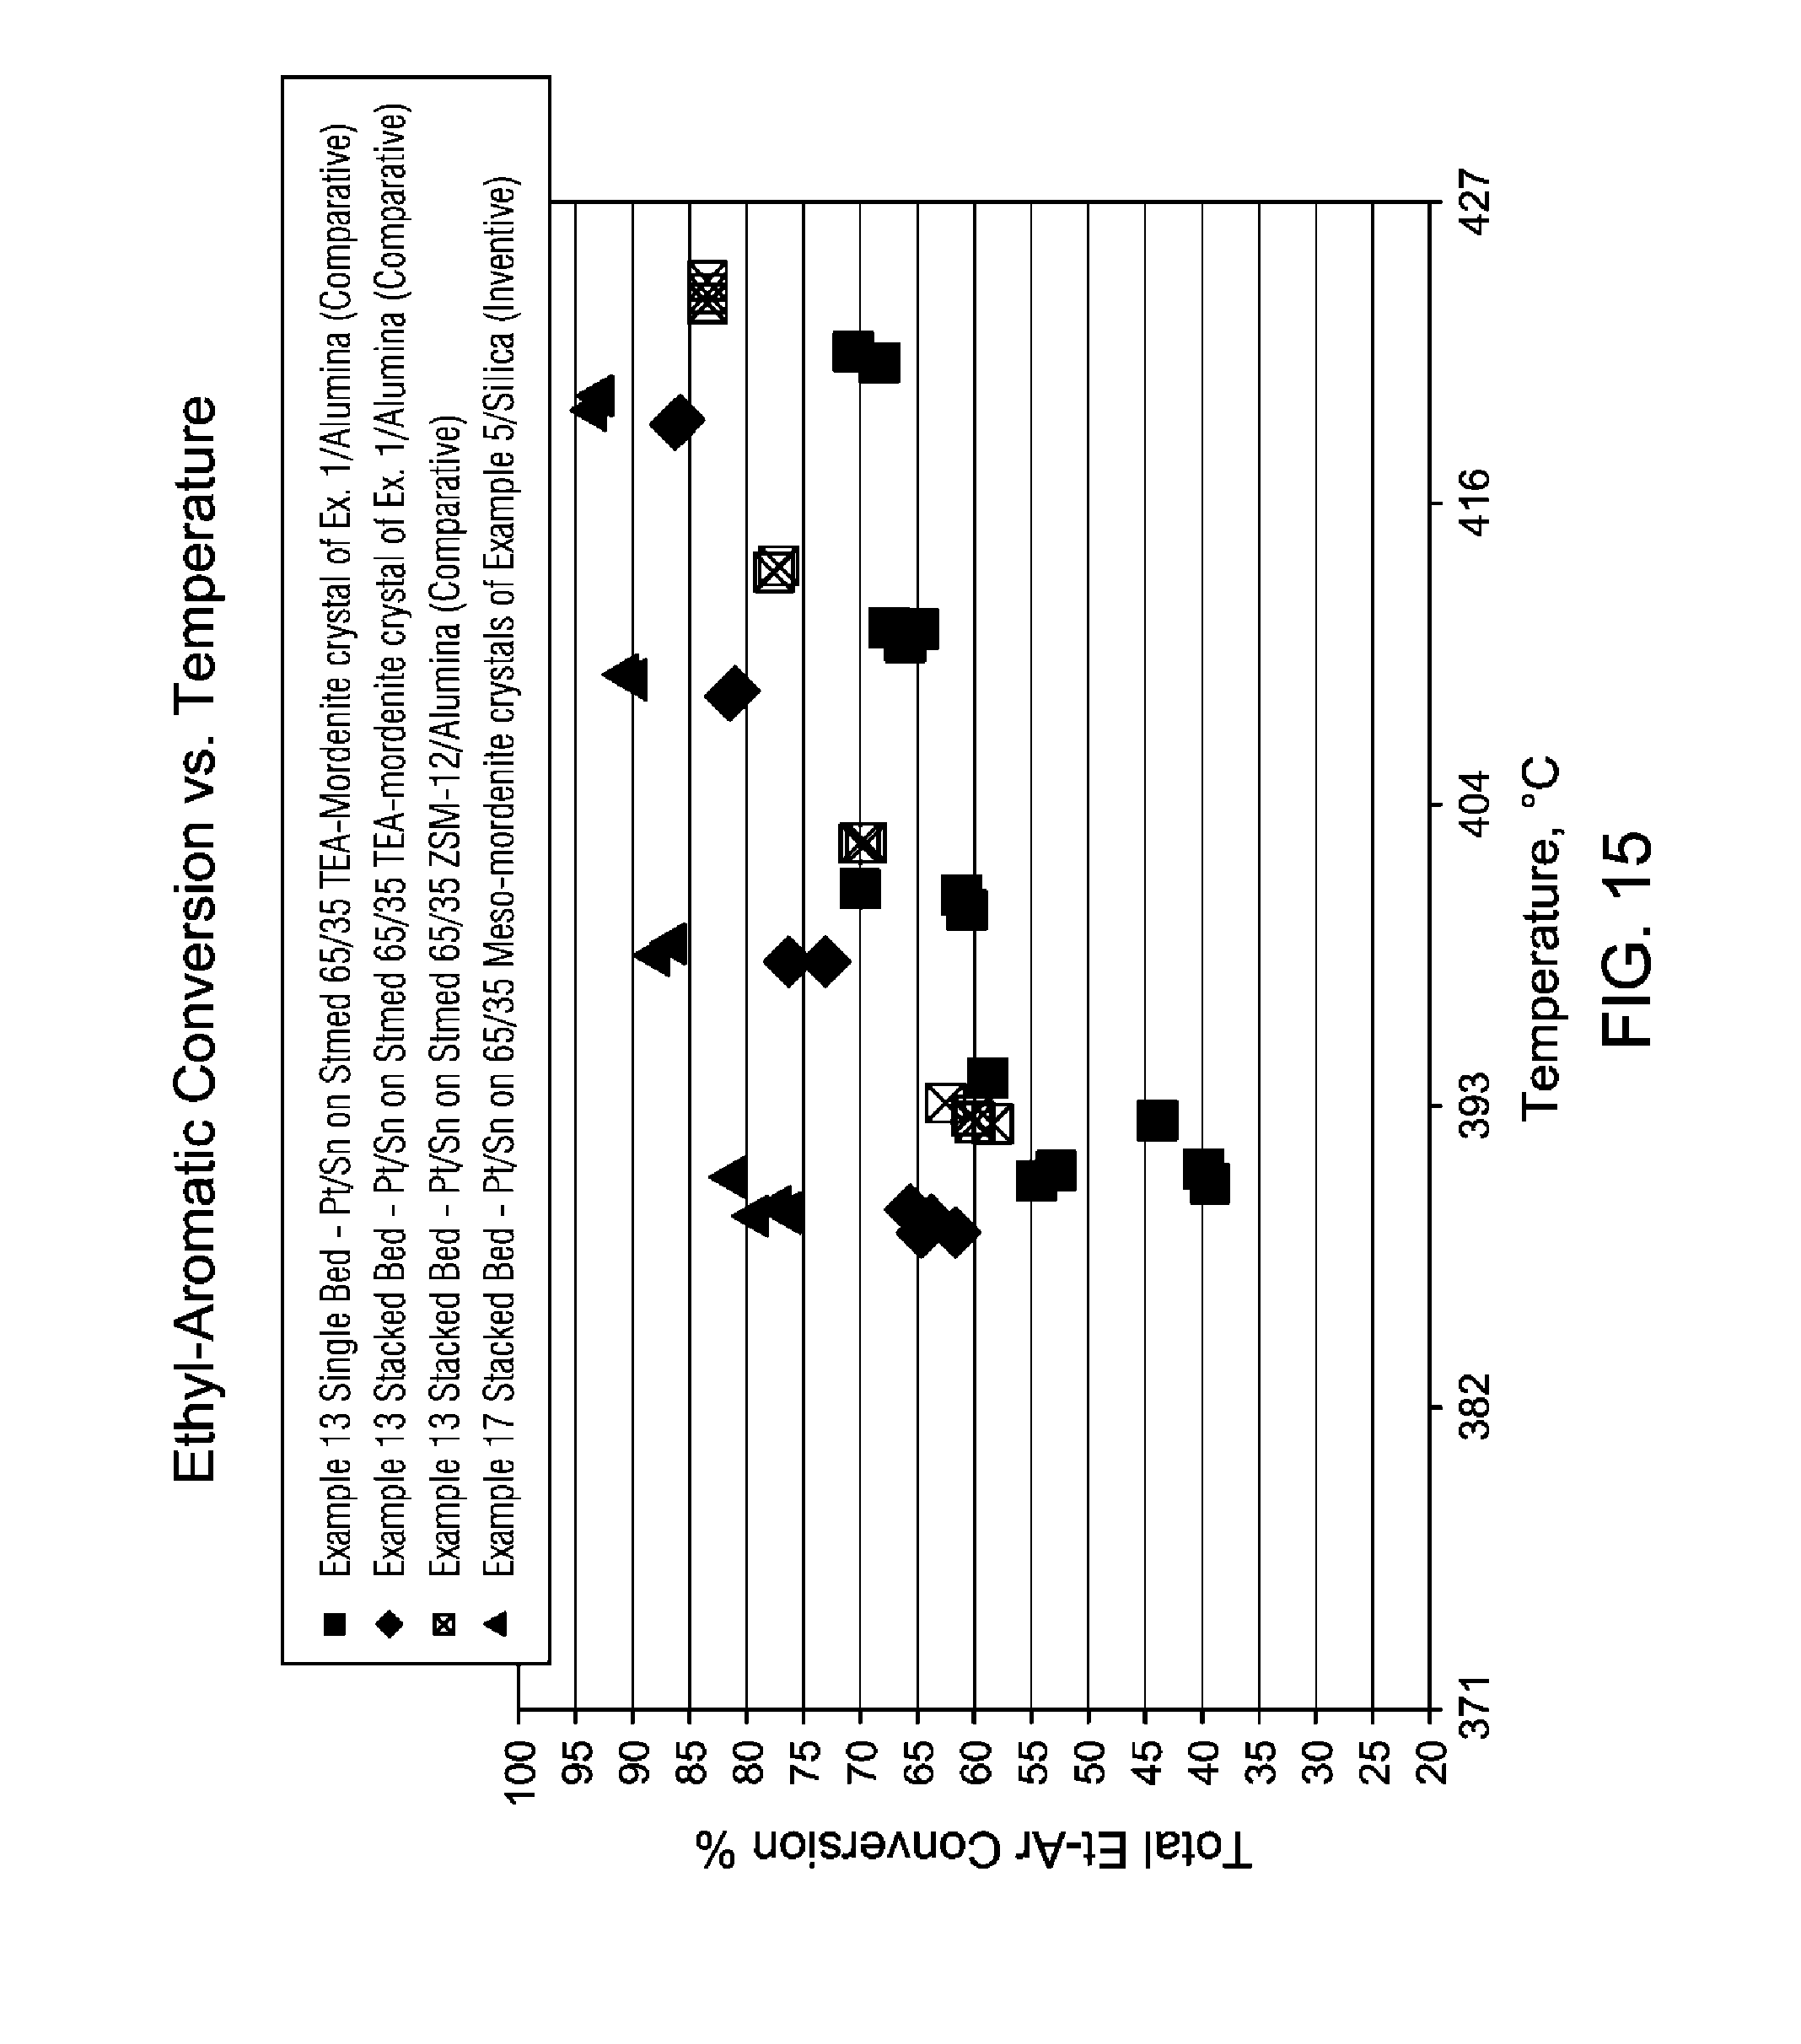 Ethyl-Aromatic Conversion vs. Temperature
Example 13 Single Bed - Pt/Sn on Stmed 65/35 TEA-Mordenite crystal of Ex. 1/Alumina (Comparative)
Example 13 Stacked Bed - Pt/Sn on Stmed 65/35 TEA-mordenite crystal of Ex. 1/Alumina (Comparative)
Example 13 Stacked Bed - Pt/Sn on Stmed 65/35 ZSM-12/Alumina (Comparative)
Example 17 Stacked Bed - Pt/Sn on 65/35 Meso-mordenite crystals of Example 5/Silica (Inventive)
Total Et-Ar Conversion %
100
95
90
85
80
75
70
65
60
55
50
45
40
35
30
25
20
371 382 393 404 416 427
Temperature, °C
FIG. 15